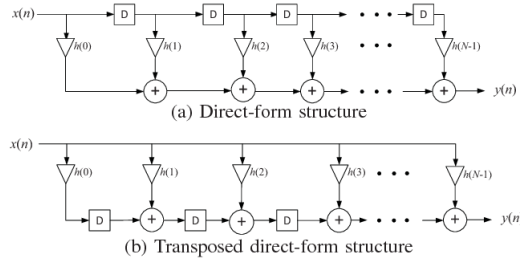 x(n) D D D D
h(0) h(1) h(2) h(3) h(N-1)
+ + + + y(n)
(a) Direct-form structure
x(n)
h(0) h(1) h(2) h(3) h(N-1)
D + D + D + + y(n
(b) Transposed direct-form structure